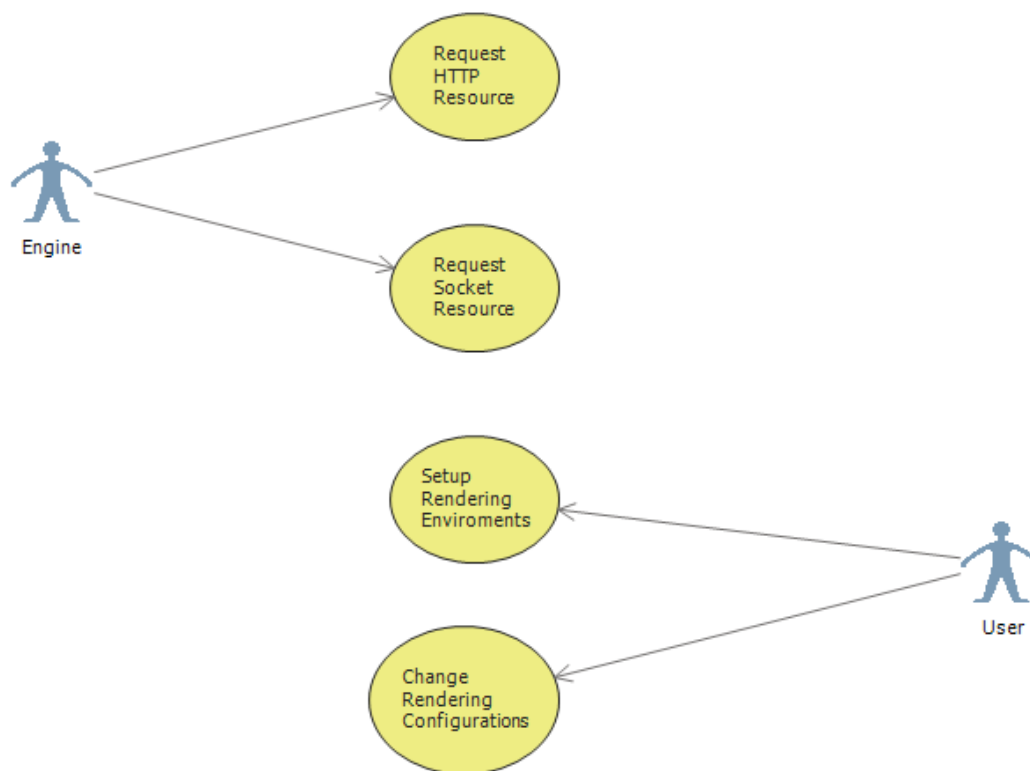 Request
HTTP
Resource
Engine
Request
Socket
Resource
Setup
Rendering
Enviroments
User
Change
Rendering
Configurations